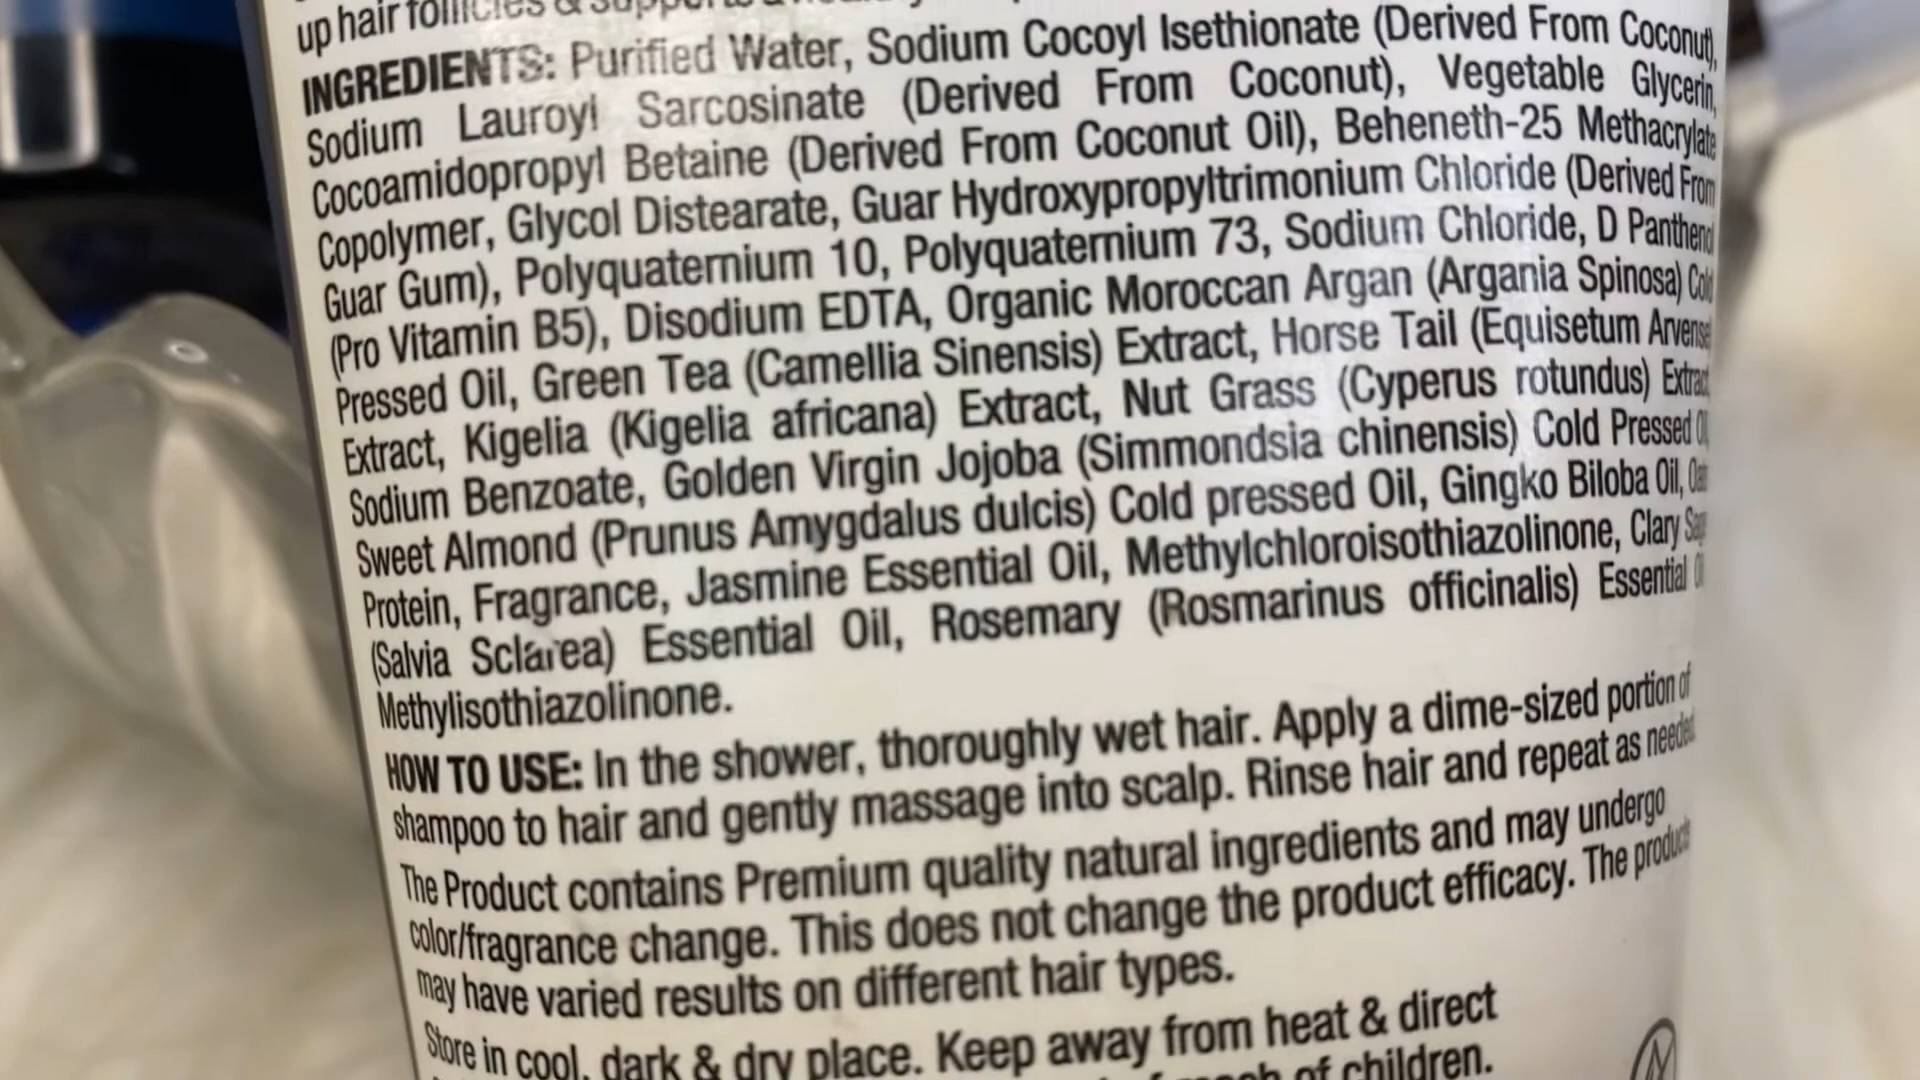 up hair follicles & supports a
INGREDIENTS: Purified Water, Sodium Cocoyl Isethionate (Derived From Coconut),
Sodium Lauroyl Sarcosinate (Derived From Coconut), Vegetable Glycerin,
Cocoamidopropyl Betaine (Derived From Coconut Oil), Beheneth-25 Methacrylate
Copolymer, Glycol Distearate, Guar Hydroxypropyltrimonium Chloride (Derived From
Guar Gum), Polyquaternium 10, Polyquaternium 73, Sodium Chloride, D Panthenol
(Pro Vitamin B5), Disodium EDTA, Organic Moroccan Argan (Argania Spinosa) Cold
Pressed Oil, Green Tea (Camellia Sinensis) Extract, Horse Tail (Equisetum Arvense)
Extract, Kigelia (Kigelia africana) Extract, Nut Grass (Cyperus rotundus) Extract,
Sodium Benzoate, Golden Virgin Jojoba (Simmondsia chinensis) Cold Pressed Oil,
Sweet Almond (Prunus Amygdalus dulcis) Cold pressed Oil, Gingko Biloba Oil,
Protein, Fragrance, Jasmine Essential Oil, Methylchloroisothiazolinone, Clary Sage
(Salvia Sclarea) Essential Oil, Rosemary (Rosmarinus officinalis) Essential Oil
Methylisothiazolinone.
HOW TO USE: In the shower, thoroughly wet hair. Apply a dime-sized portion of
shampoo to hair and gently massage into scalp. Rinse hair and repeat as needed.
The Product contains Premium quality natural ingredients and may undergo
color/fragrance change. This does not change the product efficacy. The products
may have varied results on different hair types.
Store in cool, dark & dry place. Keep away from heat & direct
of reach of children.